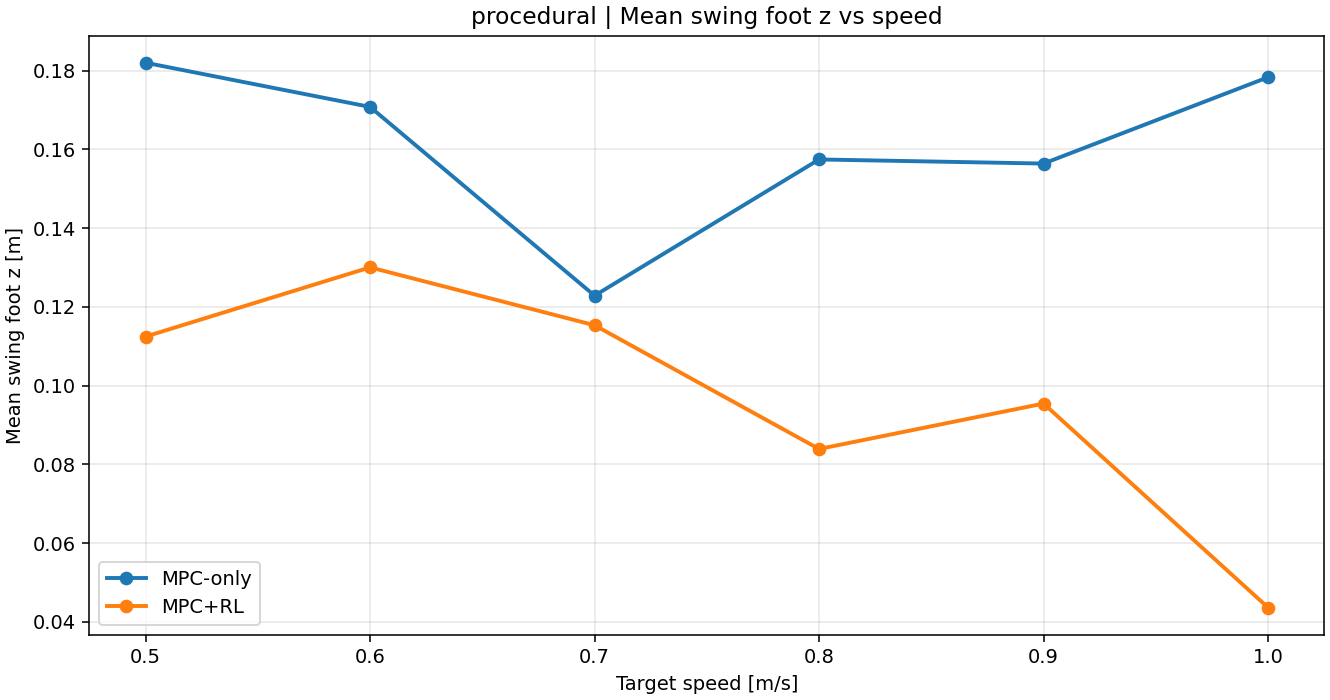 procedural | Mean swing foot z vs speed
Mean swing foot z [m]
0.18
0.16
0.14
0.12
0.10
0.08
0.06
0.04
MPC-only
MPC+RL
0.5 0.6 0.7 0.8 0.9 1.0
Target speed [m/s]